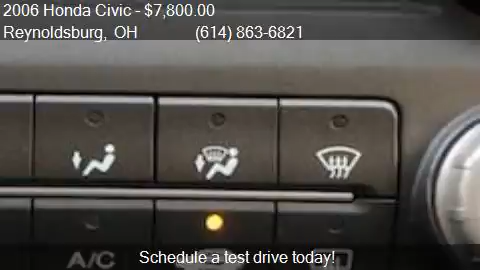 2006 Honda Civic - $7,800.00
Reynoldsburg, OH (614) 863-6821
A/C
Schedule a test drive today!